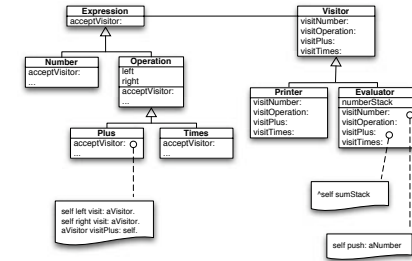 Expression
acceptVisitor:
Visitor
visitNumber:
visitOperation:
visitPlus:
visitTimes:
Number
acceptVisitor:
...
Operation
left
right
acceptVisitor:
...
Printer
visitNumber:
visitOperation:
visitPlus:
visitTimes:
Evaluator
numberStack
visitNumber:
visitOperation:
visitPlus:
visitTimes:
Plus
acceptVisitor:
...
Times
acceptVisitor:
...
^self sumStack
self left visit: aVisitor.
self right visit: aVisitor.
aVisitor visitPlus: self.
self push: aNumber